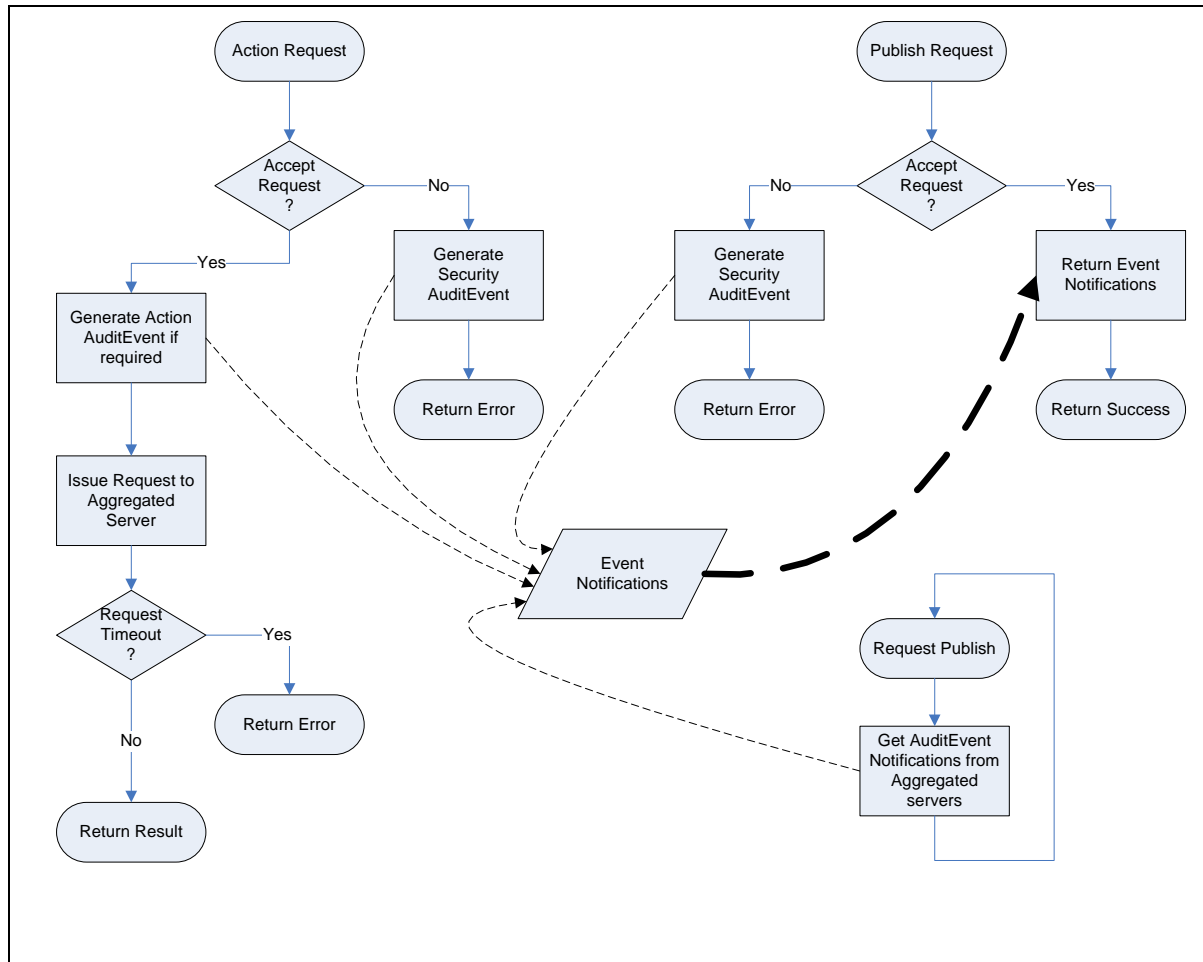 Action Request
Publish Request
Accept
Request
?
No
Yes
Accept
Request
?
No
Yes
Generate
Security
AuditEvent
Generate
Security
AuditEvent
Return Event
Notifications
Generate Action
AuditEvent if
required
Return Error
Return Error
Return Success
Issue Request to
Aggregated
Server
Event
Notifications
Request
Timeout
?
Yes
No
Return Error
Return Result
Request Publish
Get AuditEvent
Notifications from
Aggregated
servers